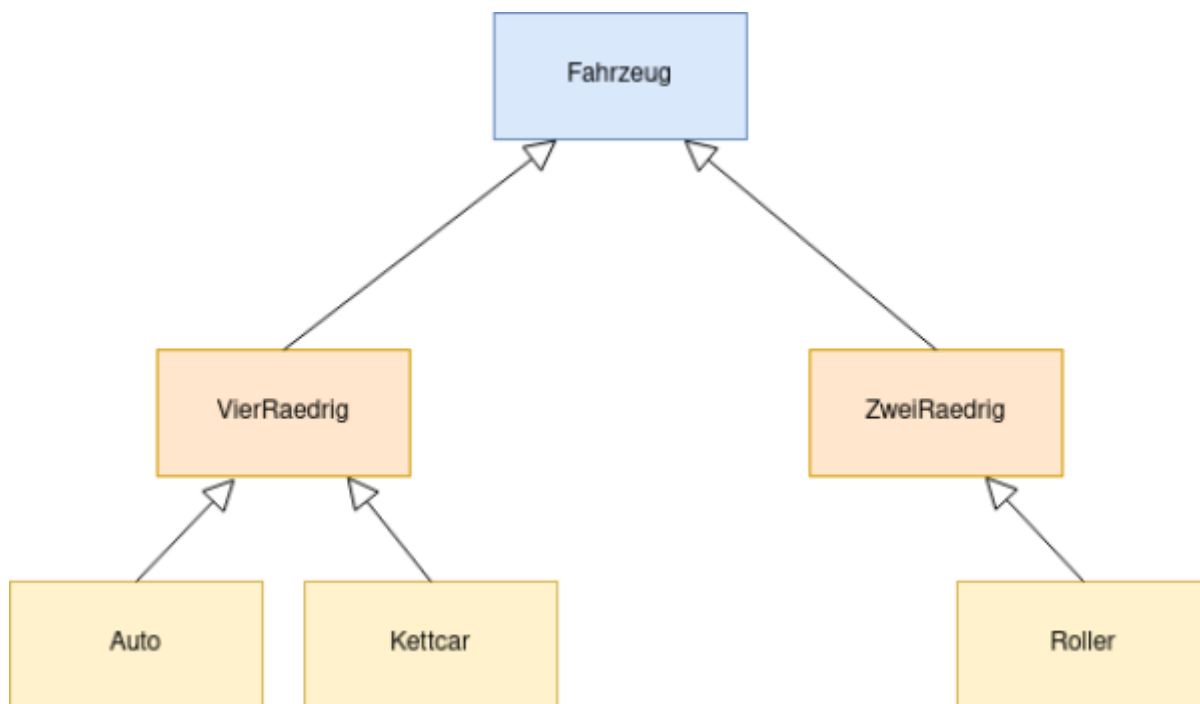 Fahrzeug
VierRaedrig
ZweiRaedrig
Auto
Kettcar
Roller